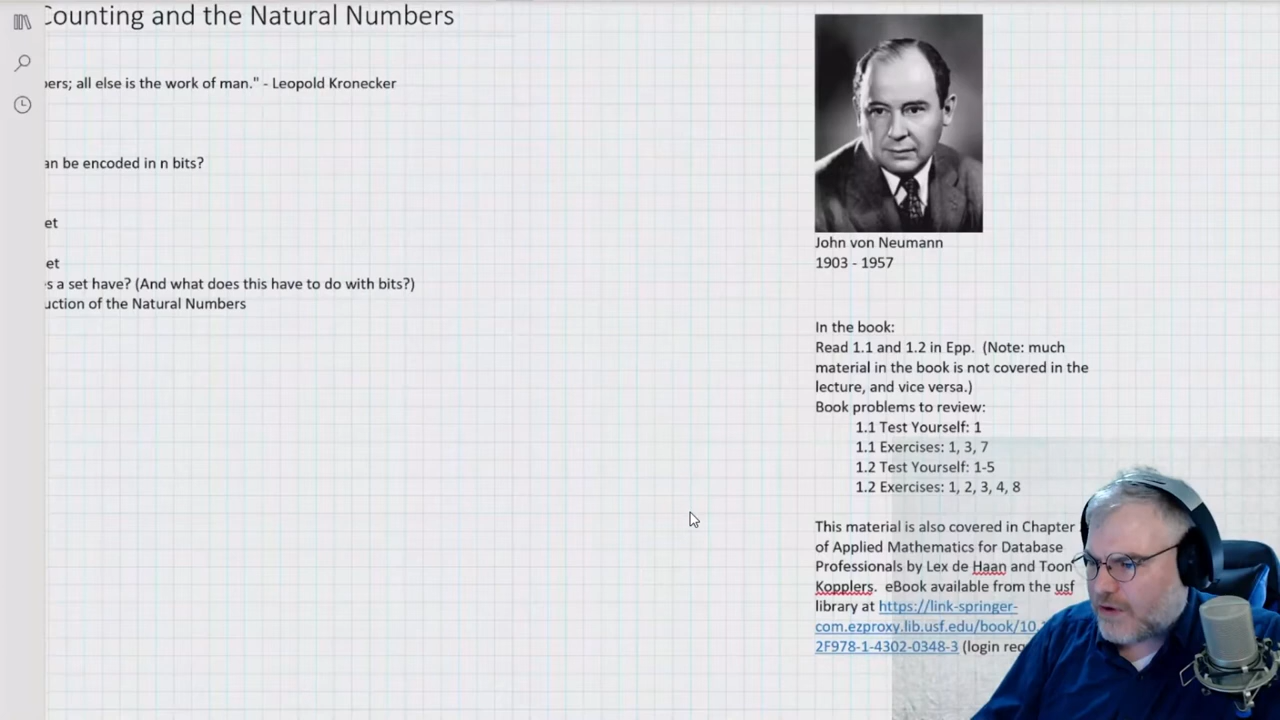 Counting and the Natural Numbers
ers; all else is the work of man." - Leopold Kronecker
an be encoded in n bits?
et
et
s a set have? (And what does this have to do with bits?)
uction of the Natural Numbers
John von Neumann
1903 - 1957
In the book:
Read 1.1 and 1.2 in Epp. (Note: much
material in the book is not covered in the
lecture, and vice versa.)
Book problems to review:
1.1 Test Yourself: 1
1.1 Exercises: 1, 3, 7
1.2 Test Yourself: 1-5
1.2 Exercises: 1, 2, 3, 4, 8
This material is also covered in Chapter
of Applied Mathematics for Database
Professionals by Lex de Haan and Toon
Kopplers. eBook available from the usf
library at https://link-springer-
com.ezproxy.lib.usf.edu/book/10.
2F978-1-4302-0348-3 (login req